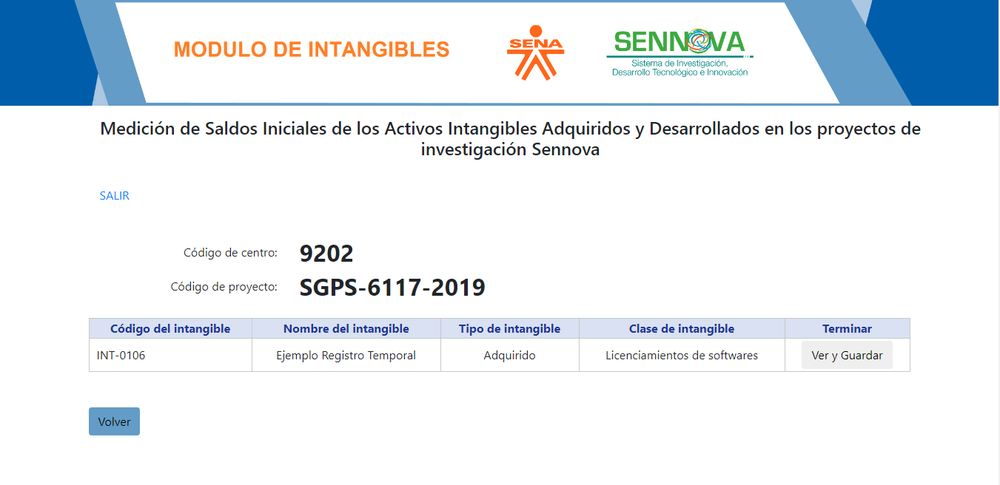 MODULO DE INTANGIBLES
SENA
SENNOVA
Sistema de Investigación,
Desarrollo Tecnológico e Innovación
Medición de Saldos Iniciales de los Activos Intangibles Adquiridos y Desarrollados en los proyectos de
investigación Sennova
SALIR
Código de centro: 9202
Código de proyecto: SGPS-6117-2019
Código del intangible Nombre del intangible Tipo de intangible Clase de intangible Terminar
INT-0106 Ejemplo Registro Temporal Adquirido Licenciamientos de softwares Ver y Guardar
Volver